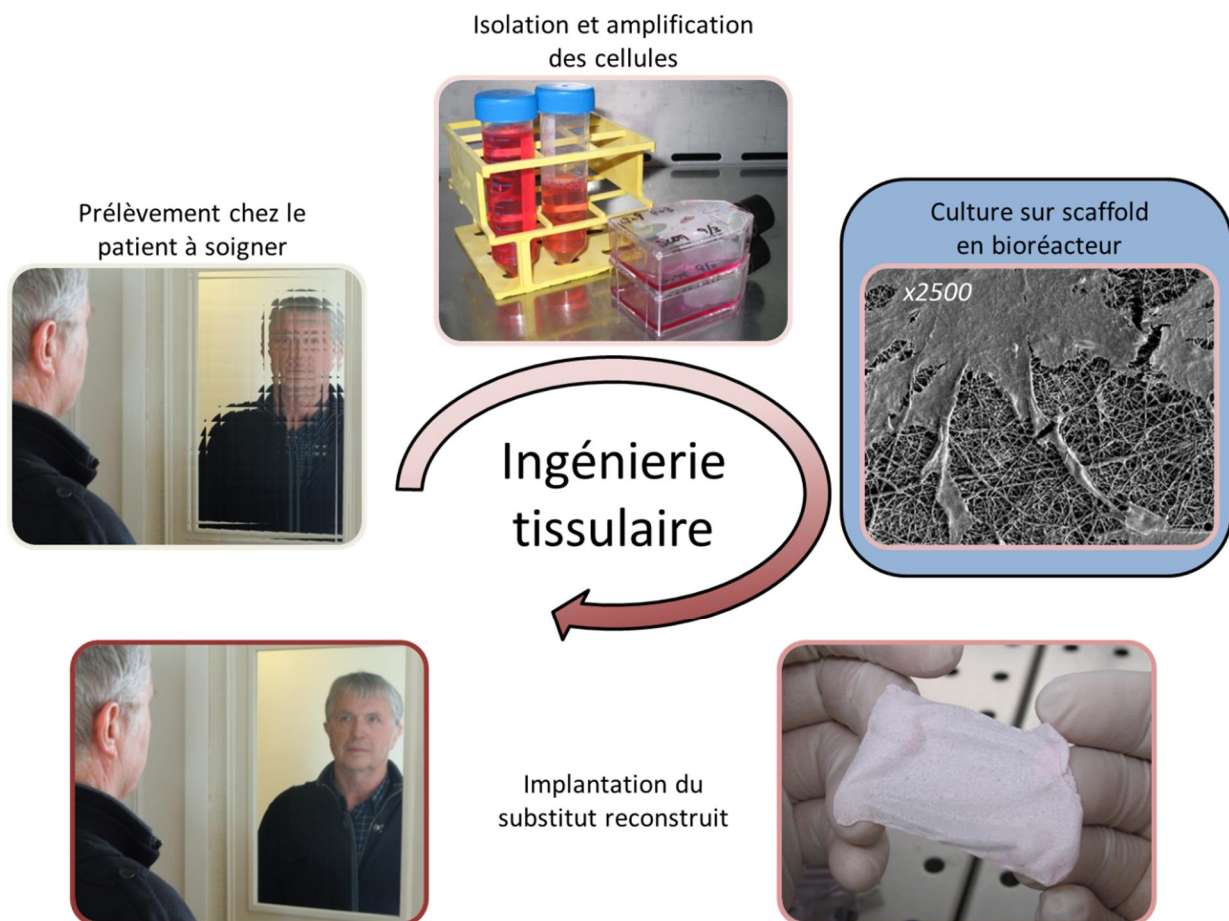 Isolation et amplification
des cellules
Prélèvement chez le
patient à soigner
Culture sur scaffold
en bioréacteur
x2500
Ingénierie
tissulaire
Implantation du
substitut reconstruit